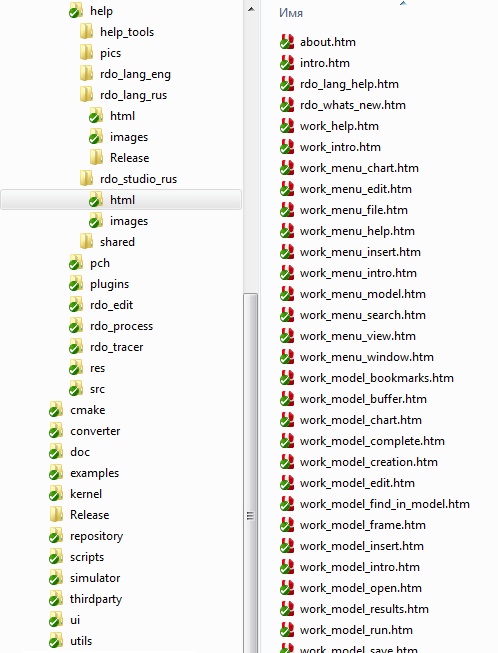 help
help_tools
pics
rdo_lang_eng
rdo_lang_rus
html
images
Release
rdo_studio_rus
html
images
shared
pch
plugins
rdo_edit
rdo_process
rdo_tracer
res
src
cmake
converter
doc
examples
kernel
Release
repository
scripts
simulator
thirdparty
ui
utils
Имя
about.htm
intro.htm
rdo_lang_help.htm
rdo_whats_new.htm
work_help.htm
work_intro.htm
work_menu_chart.htm
work_menu_edit.htm
work_menu_file.htm
work_menu_help.htm
work_menu_insert.htm
work_menu_intro.htm
work_menu_model.htm
work_menu_search.htm
work_menu_view.htm
work_menu_window.htm
work_model_bookmarks.htm
work_model_buffer.htm
work_model_chart.htm
work_model_complete.htm
work_model_creation.htm
work_model_edit.htm
work_model_find_in_model.htm
work_model_frame.htm
work_model_insert.htm
work_model_intro.htm
work_model_open.htm
work_model_results.htm
work_model_run.htm
work_model_save.htm